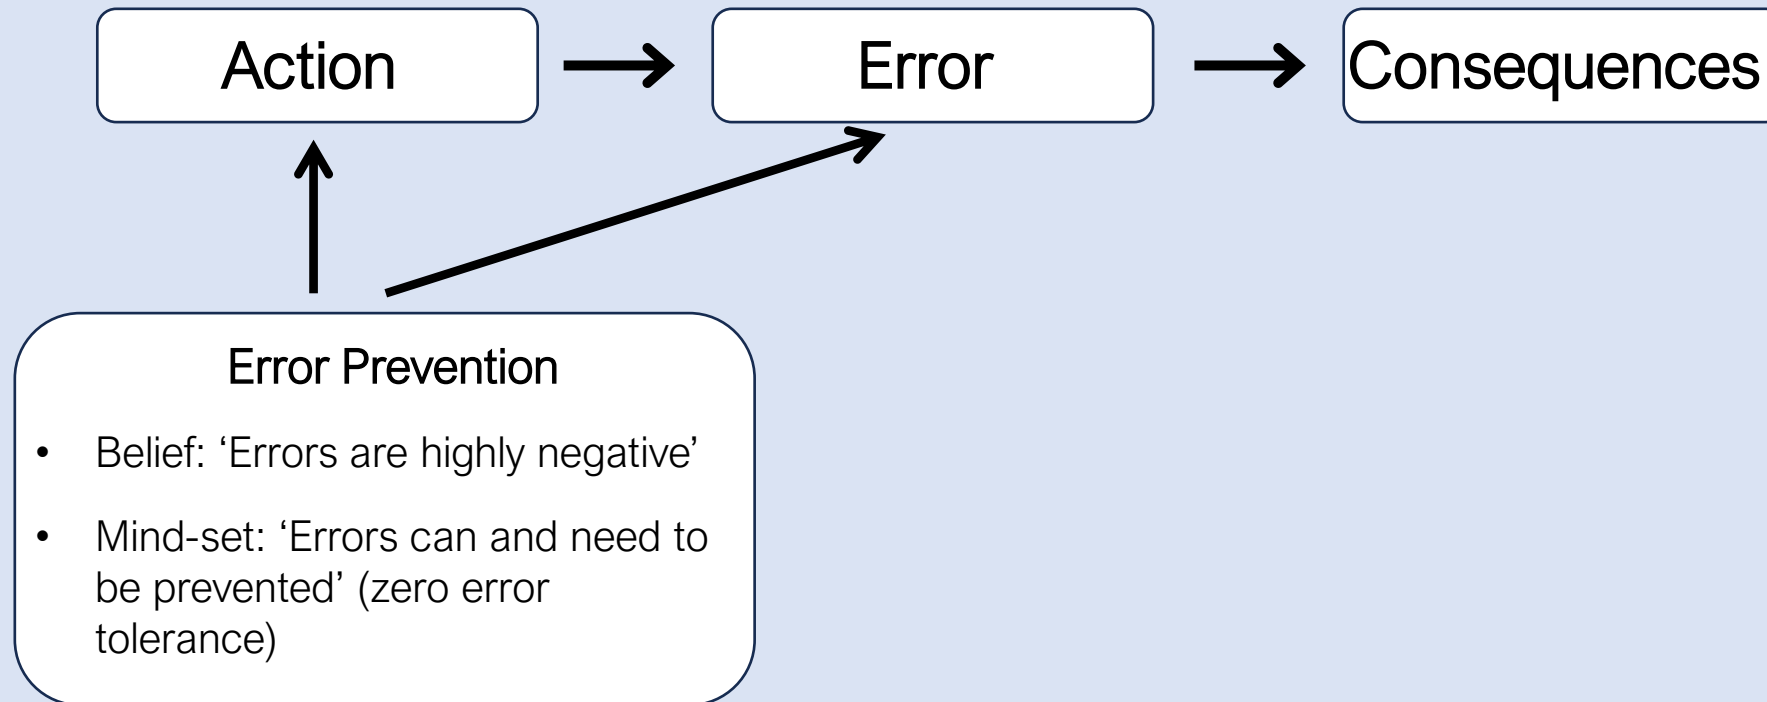 Action
Error
Consequences
Error Prevention
• Belief: ‘Errors are highly negative’
• Mind-set: ‘Errors can and need to
be prevented’ (zero error
tolerance)